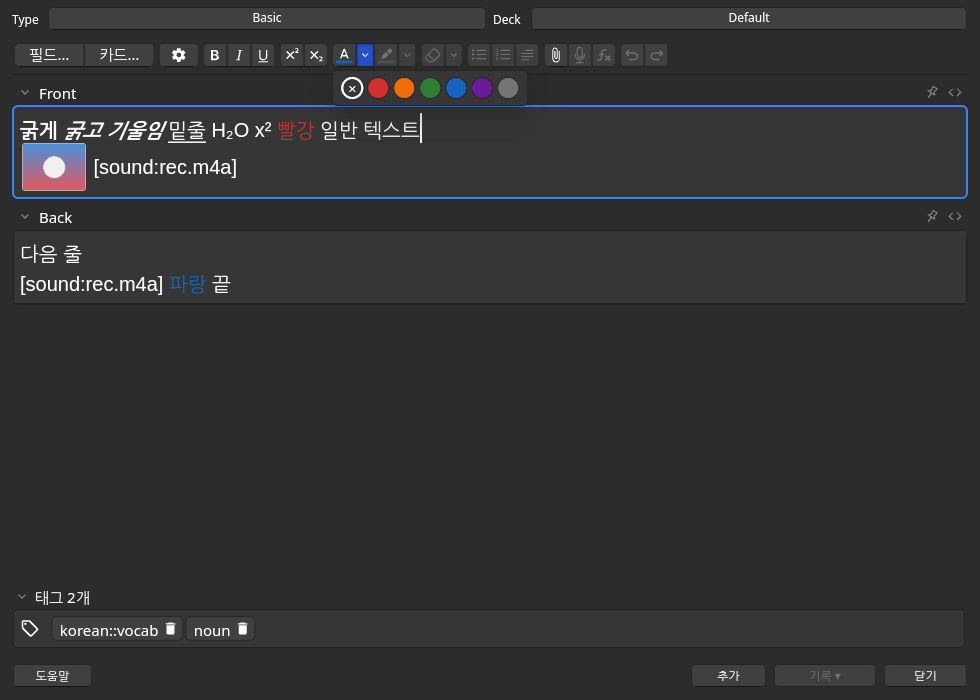 Type Basic Deck Default
필드... 카드... B I U X² X₂ A fx
Front
굵게 굵고 기울임 밑줄 H₂O x² 빨강 일반 텍스트
[sound:rec.m4a]
Back
다음 줄
[sound:rec.m4a] 파랑 끝
태그 2개
korean::vocab noun
도움말 추가 기록 ▾ 닫기